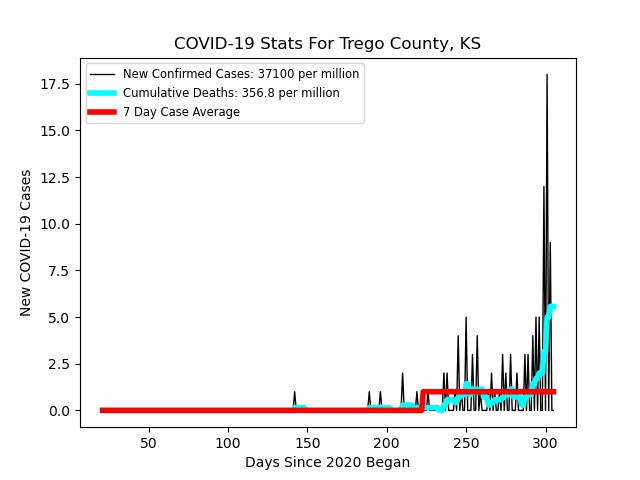 COVID-19 Stats For Trego County, KS
New Confirmed Cases: 37100 per million
Cumulative Deaths: 356.8 per million
7 Day Case Average
17.5
15.0
12.5
10.0
7.5
5.0
2.5
0.0
New COVID-19 Cases
50 100 150 200 250 300
Days Since 2020 Began